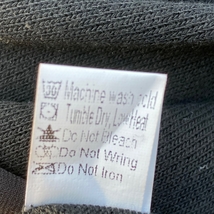 Machine wash cold
Tumble Dry Low Heat
Do Not Bleach
Do Not Wring
Do Not Iron